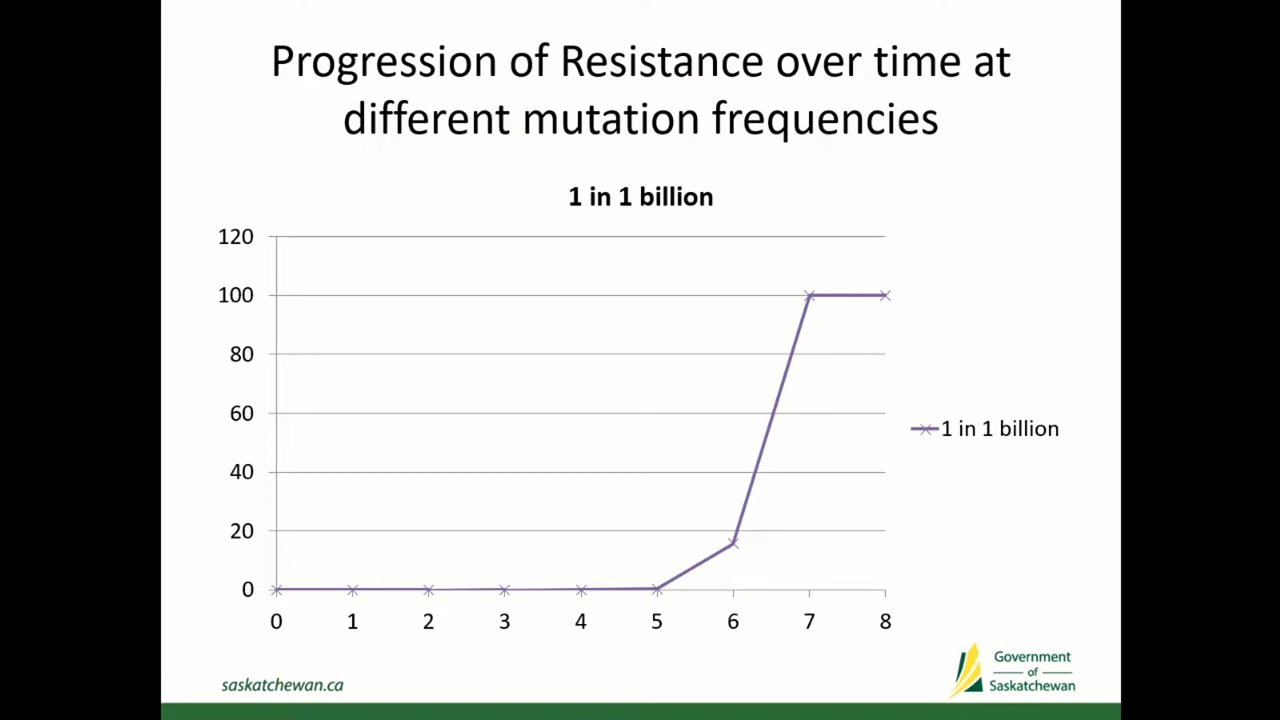 Progression of Resistance over time at
different mutation frequencies
1 in 1 billion
120
100
80
60
40
20
0
0 1 2 3 4 5 6 7 8
1 in 1 billion
saskatchewan.ca
Government
of
Saskatchewan